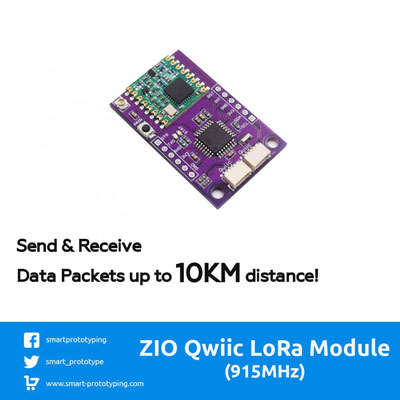 Send & Receive
Data Packets up to 10KM distance!
smartprototyping
smart_prototype
www.smart-prototyping.com
ZIO Qwiic LoRa Module
(915MHz)